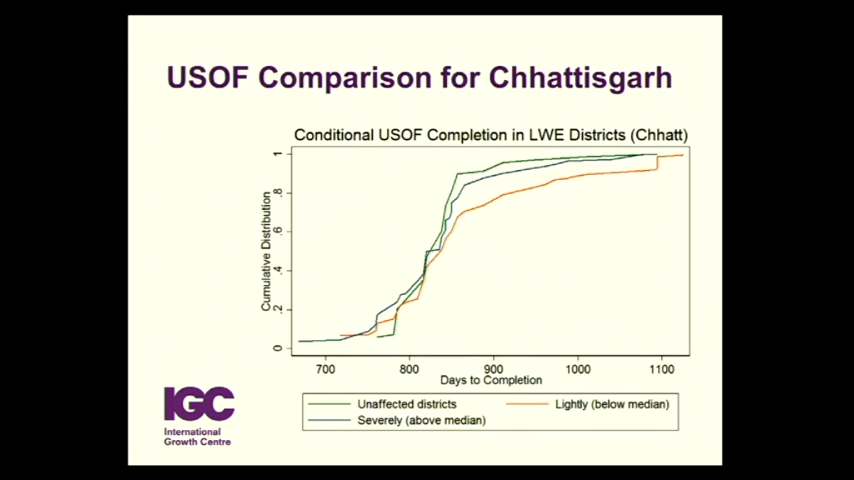 USOF Comparison for Chhattisgarh
Conditional USOF Completion in LWE Districts (Chhatt)
Cumulative Distribution
1
.8
.6
.4
.2
0
700 800 900 1000 1100
Days to Completion
Unaffected districts Lightly (below median)
Severely (above median)
IGC
International
Growth Centre